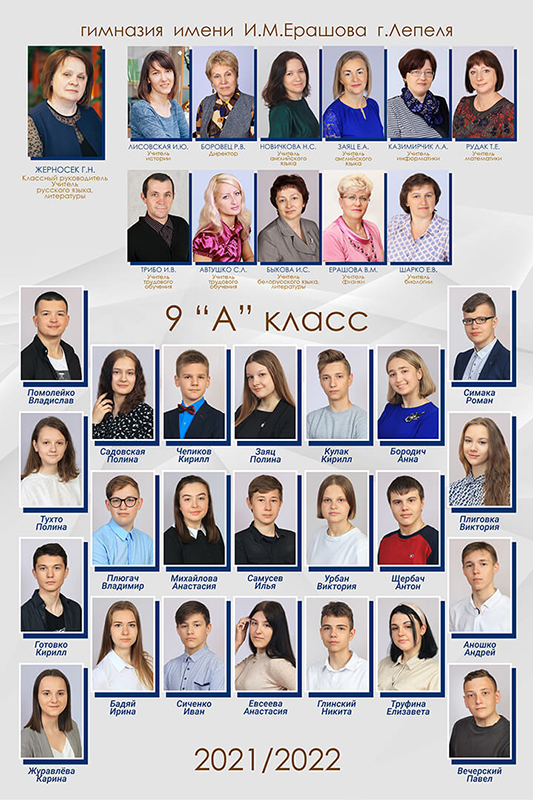 гимназия имени И.М.Ерашова г.Лепеля
ЖЕРНОСЕК Г.Н.
Классный руководитель
Учитель
русского языка,
литературы
ЛИСОВСКАЯ И.Ю.
Учитель
истории
БОРОВЕЦ Р.В.
Директор
НОВИЧКОВА Н.С.
Учитель
английского
языка
ЗАЯЦ Е.А.
Учитель
английского
языка
КАЗИМИРЧИК Л.А.
Учитель
информатики
РУДАК Т.Е.
Учитель
математики
ТРИБО И.В.
Учитель
трудового
обучения
АВТУШКО С.Л.
Учитель
трудового
обучения
БЫКОВА И.С.
Учитель
белорусского языка,
литературы
ЕРАШОВА В.М.
Учитель
физики
ШАРКО Е.В.
Учитель
биологии
9 “А” класс
Помолейко
Владислав
Симака
Роман
Садовская
Полина
Чепиков
Кирилл
Заяц
Полина
Кулак
Кирилл
Бородич
Анна
Тухто
Полина
Плиговка
Виктория
Плюгач
Владимир
Михайлова
Анастасия
Самусев
Илья
Урбан
Виктория
Щербач
Антон
Готовко
Кирилл
Аношко
Андрей
Бадяй
Ирина
Сиченко
Иван
Евсеева
Анастасия
Глинский
Никита
Труфина
Елизавета
Журавлёва
Карина
Вечерский
Павел
2021/2022